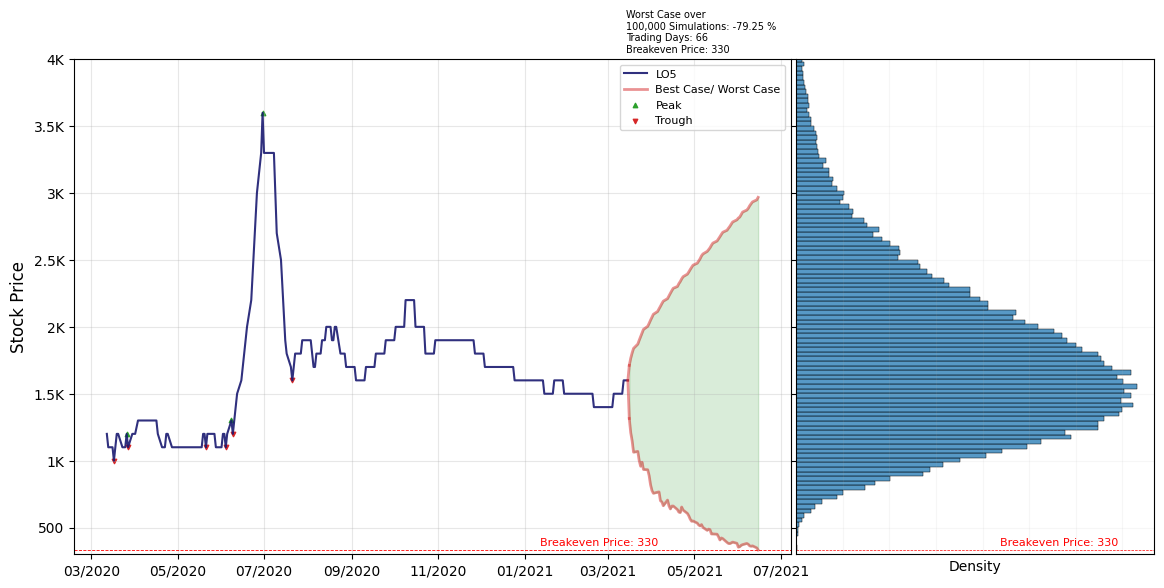 Worst Case over
100,000 Simulations: -79.25 %
Trading Days: 66
Breakeven Price: 330
LO5
Best Case/ Worst Case
Peak
Trough
Stock Price
4K
3.5K
3K
2.5K
2K
1.5K
1K
500
Breakeven Price: 330
Breakeven Price: 330
03/2020 05/2020 07/2020 09/2020 11/2020 01/2021 03/2021 05/2021 07/2021
Density